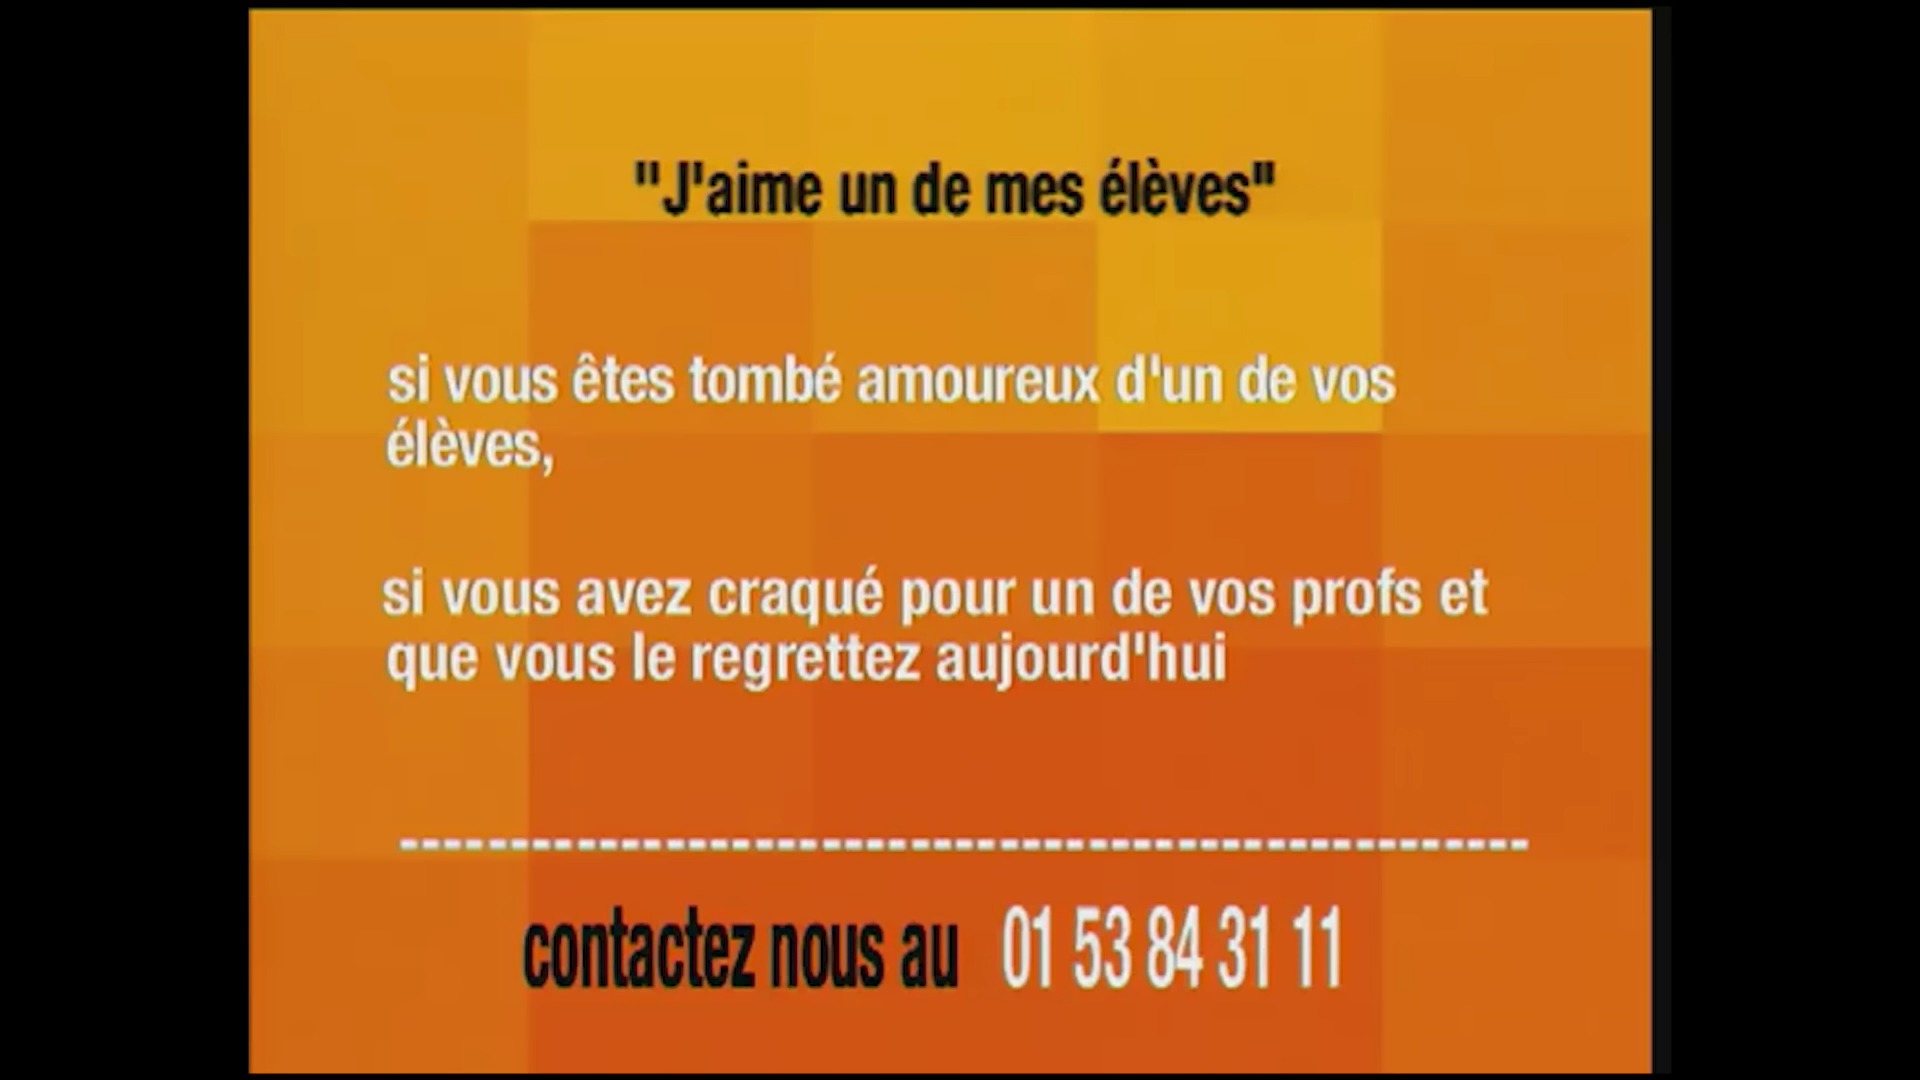 "J'aime un de mes élèves"
si vous êtes tombé amoureux d'un de vos
élèves,
si vous avez craqué pour un de vos profs et
que vous le regrettez aujourd'hui
---------------------------------------------------
contactez nous au 01 53 84 31 11